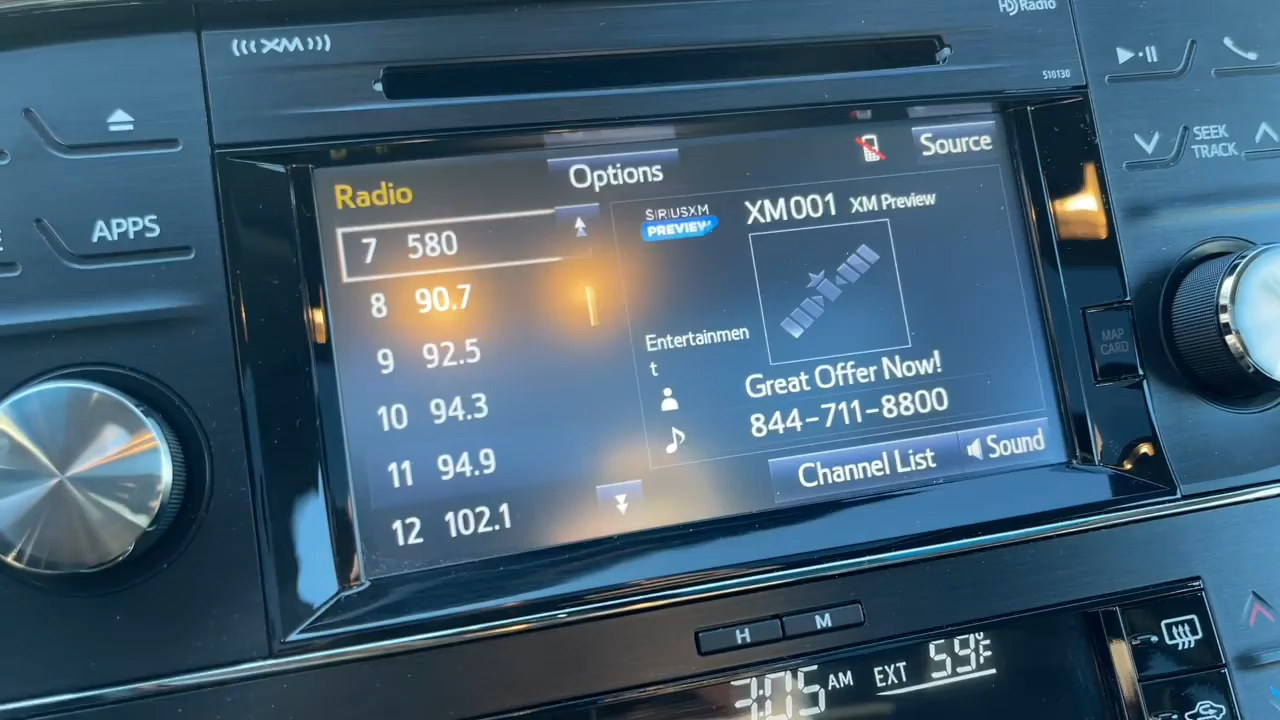 XM
HD Radio
510130
SEEK
TRACK
APPS
Options
Source
Radio
SIRIUSXM
PREVIEW
XM001 XM Preview
7 580
8 90.7
9 92.5
10 94.3
11 94.9
12 102.1
Entertainmen
t
Great Offer Now!
844-711-8800
Channel List
Sound
MAP
CARD
H
M
AM
EXT
59°F